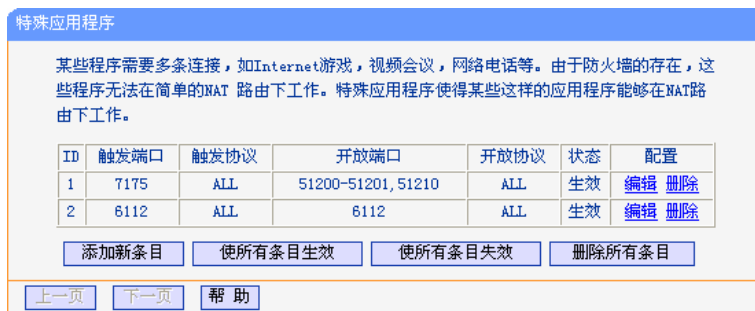 特殊应用程序
某些程序需要多条连接，如Internet游戏，视频会议，网络电话等。由于防火墙的存在，这
些程序无法在简单的NAT 路由下工作。特殊应用程序使得某些这样的应用程序能够在NAT路
由下工作。
ID 触发端口 触发协议 开放端口 开放协议 状态 配置
1 7175 ALL 51200-51201,51210 ALL 生效 编辑 删除
2 6112 ALL 6112 ALL 生效 编辑 删除
添加新条目 使所有条目生效 使所有条目失效 删除所有条目
上一页 下一页 帮 助